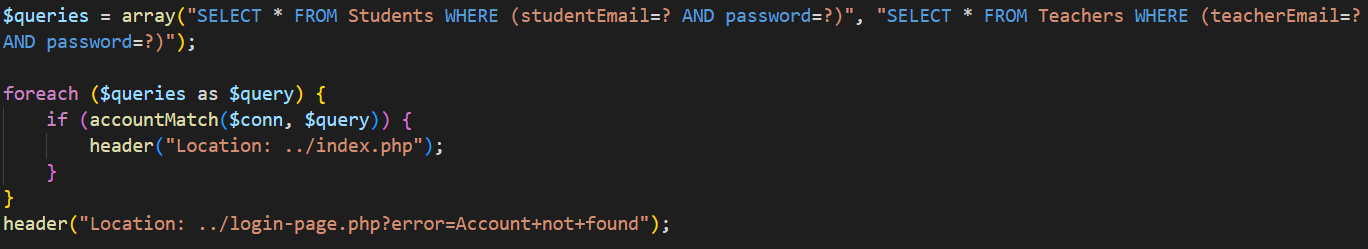 $queries = array("SELECT * FROM Students WHERE (studentEmail=? AND password=?)", "SELECT * FROM Teachers WHERE (teacherEmail=?
AND password=?)");
foreach ($queries as $query) {
if (accountMatch($conn, $query)) {
header("Location: ../index.php");
}
}
header("Location: ../login-page.php?error=Account+not+found");